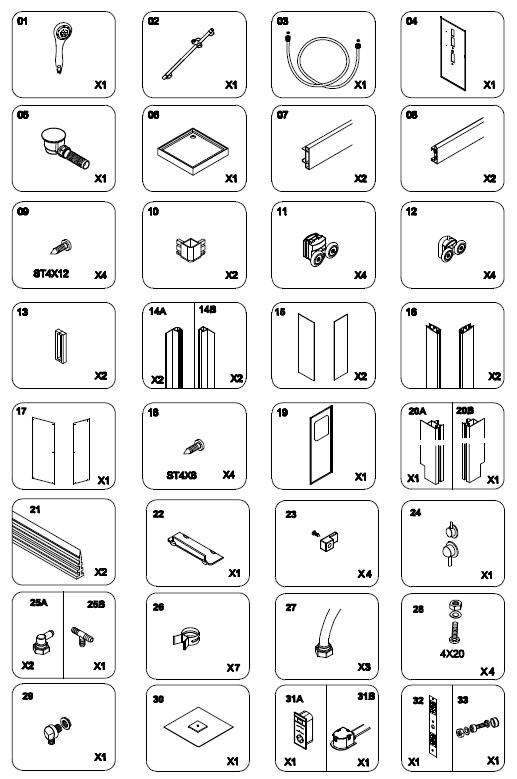 01 02 03 04
X1 X1 X1 X1
05 06 07 08
X1 X1 X2 X2
09 10 11 12
ST4X12 X4 X2 X4 X4
13 14A 14B 15 16
X2 X2 X2 X2 X2
17 18 19 20A 20B
X1 ST4X8 X4 X1 X1 X1
21 22 23 24
X2 X1 X4 X1
25A 25B 26 27 28
4X20
X2 X1 X7 X3 X4
29 30 31A 31B 32 33
X1 X1 X1 X1 X1 X1